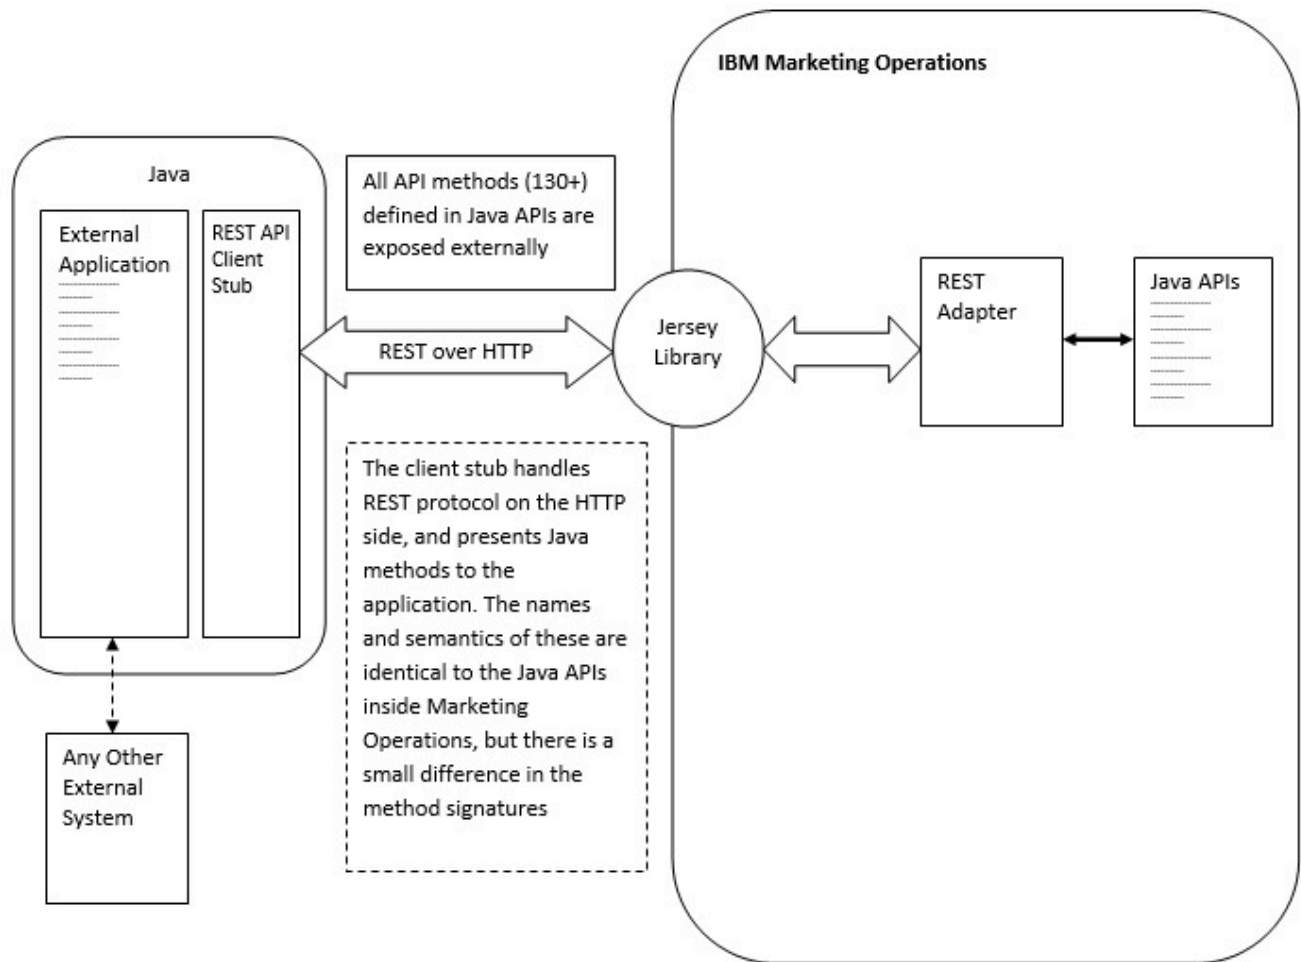 IBM Marketing Operations
Java
External
Application
REST API
Client
Stub
All API methods (130+)
defined in Java APIs are
exposed externally
REST over HTTP
Jersey
Library
REST
Adapter
Java APIs
The client stub handles
REST protocol on the HTTP
side, and presents Java
methods to the
application. The names
and semantics of these are
identical to the Java APIs
inside Marketing
Operations, but there is a
small difference in the
method signatures
Any Other
External
System